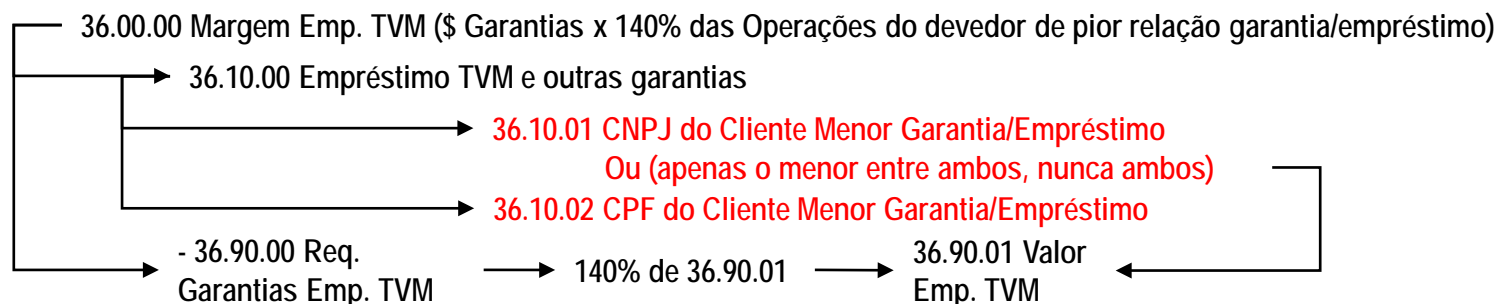 36.00.00 Margem Emp. TVM ($ Garantias x 140% das Operações do devedor de pior relação garantia/empréstimo)
36.10.00 Empréstimo TVM e outras garantias
36.10.01 CNPJ do Cliente Menor Garantia/Empréstimo
Ou (apenas o menor entre ambos, nunca ambos)
36.10.02 CPF do Cliente Menor Garantia/Empréstimo
- 36.90.00 Req.
Garantias Emp. TVM
140% de 36.90.01
36.90.01 Valor
Emp. TVM